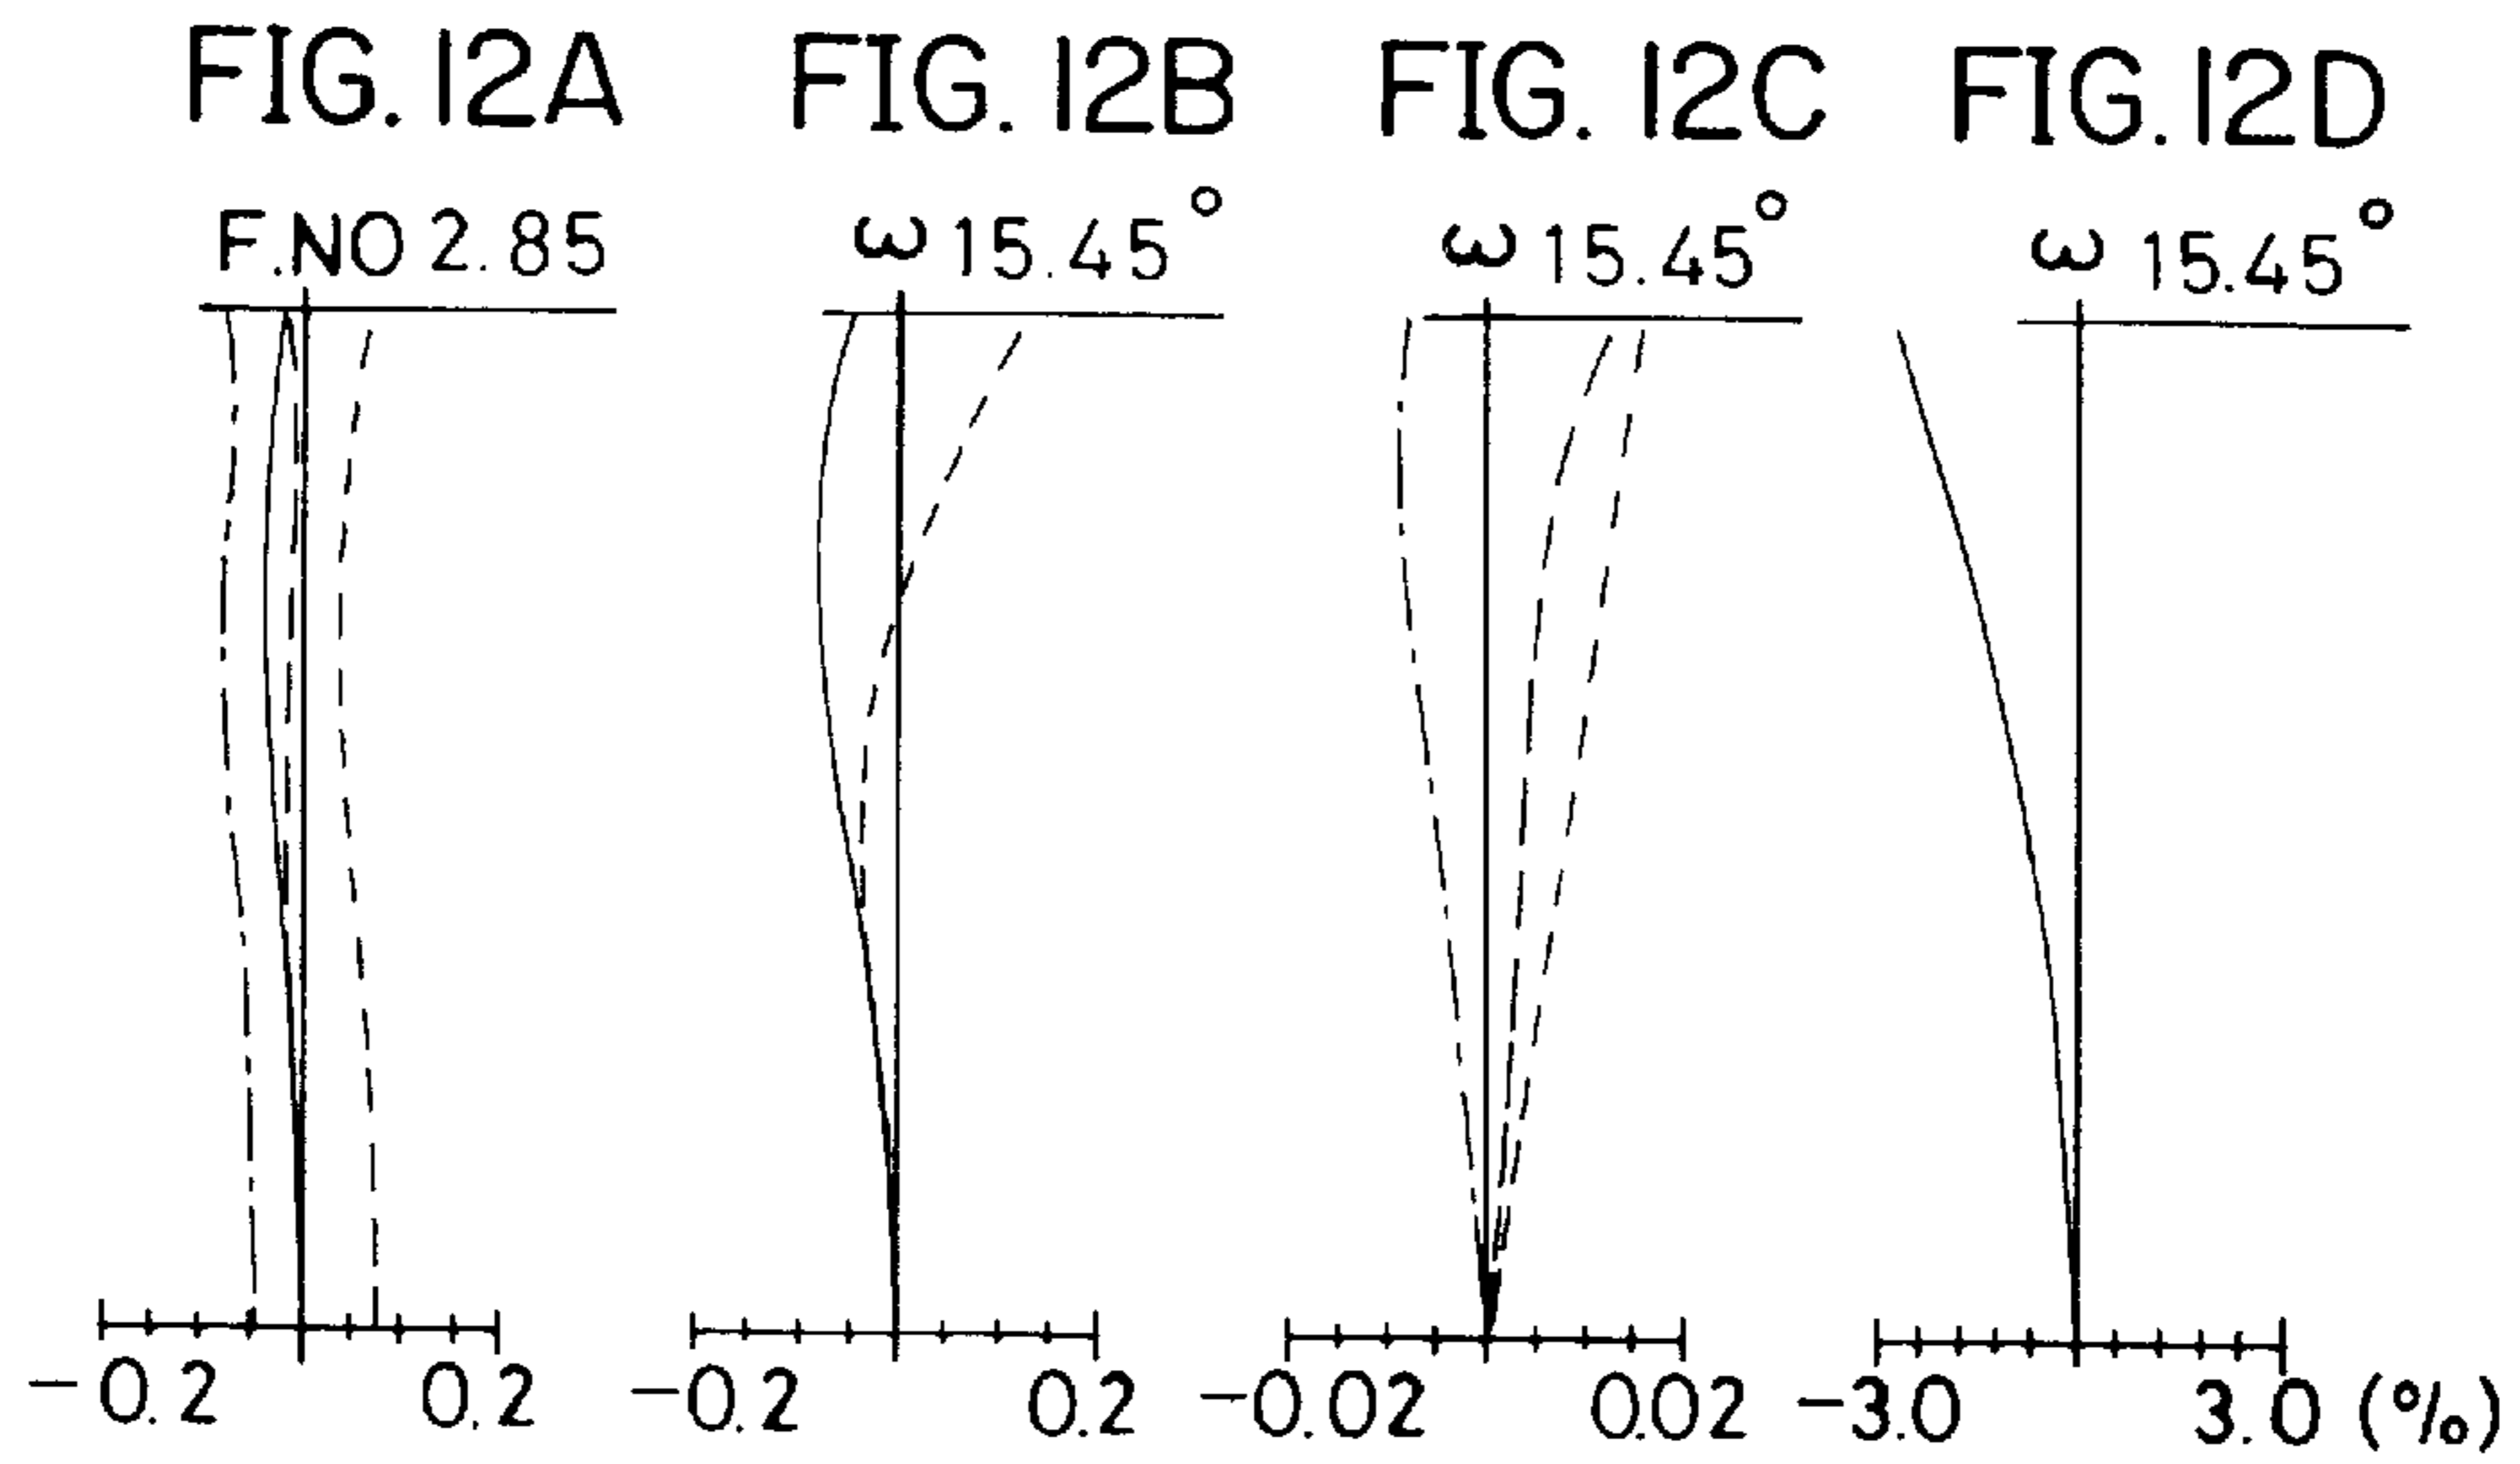 FIG. 12A FIG. 12B FIG. 12C FIG. 12D
F.NO 2.85 ω 15.45° ω 15.45° ω 15.45°
-0.2 0.2 -0.2 0.2 -0.02 0.02 -3.0 3.0 (%)